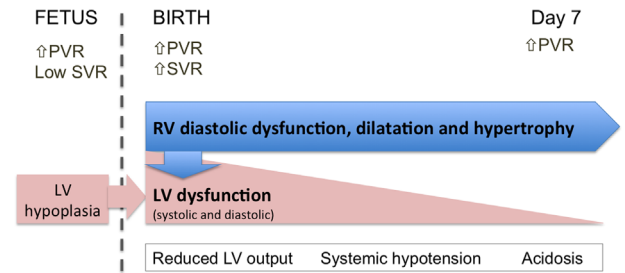 FETUS
BIRTH
Day 7
⇧PVR
Low SVR
⇧PVR
⇧SVR
⇧PVR
RV diastolic dysfunction, dilatation and hypertrophy
LV
hypoplasia
LV dysfunction
(systolic and diastolic)
Reduced LV output Systemic hypotension Acidosis